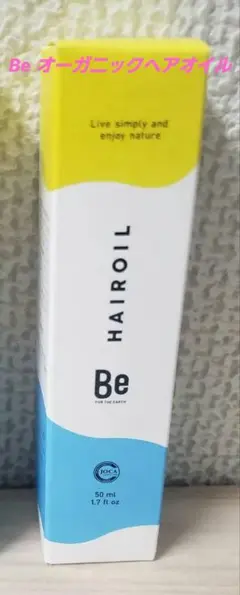 Be オーガニックヘアオイル
Live simply and
enjoy nature
HAIROIL
Be
FOR THE EARTH
JOCA
50 ml
1.7 fl oz